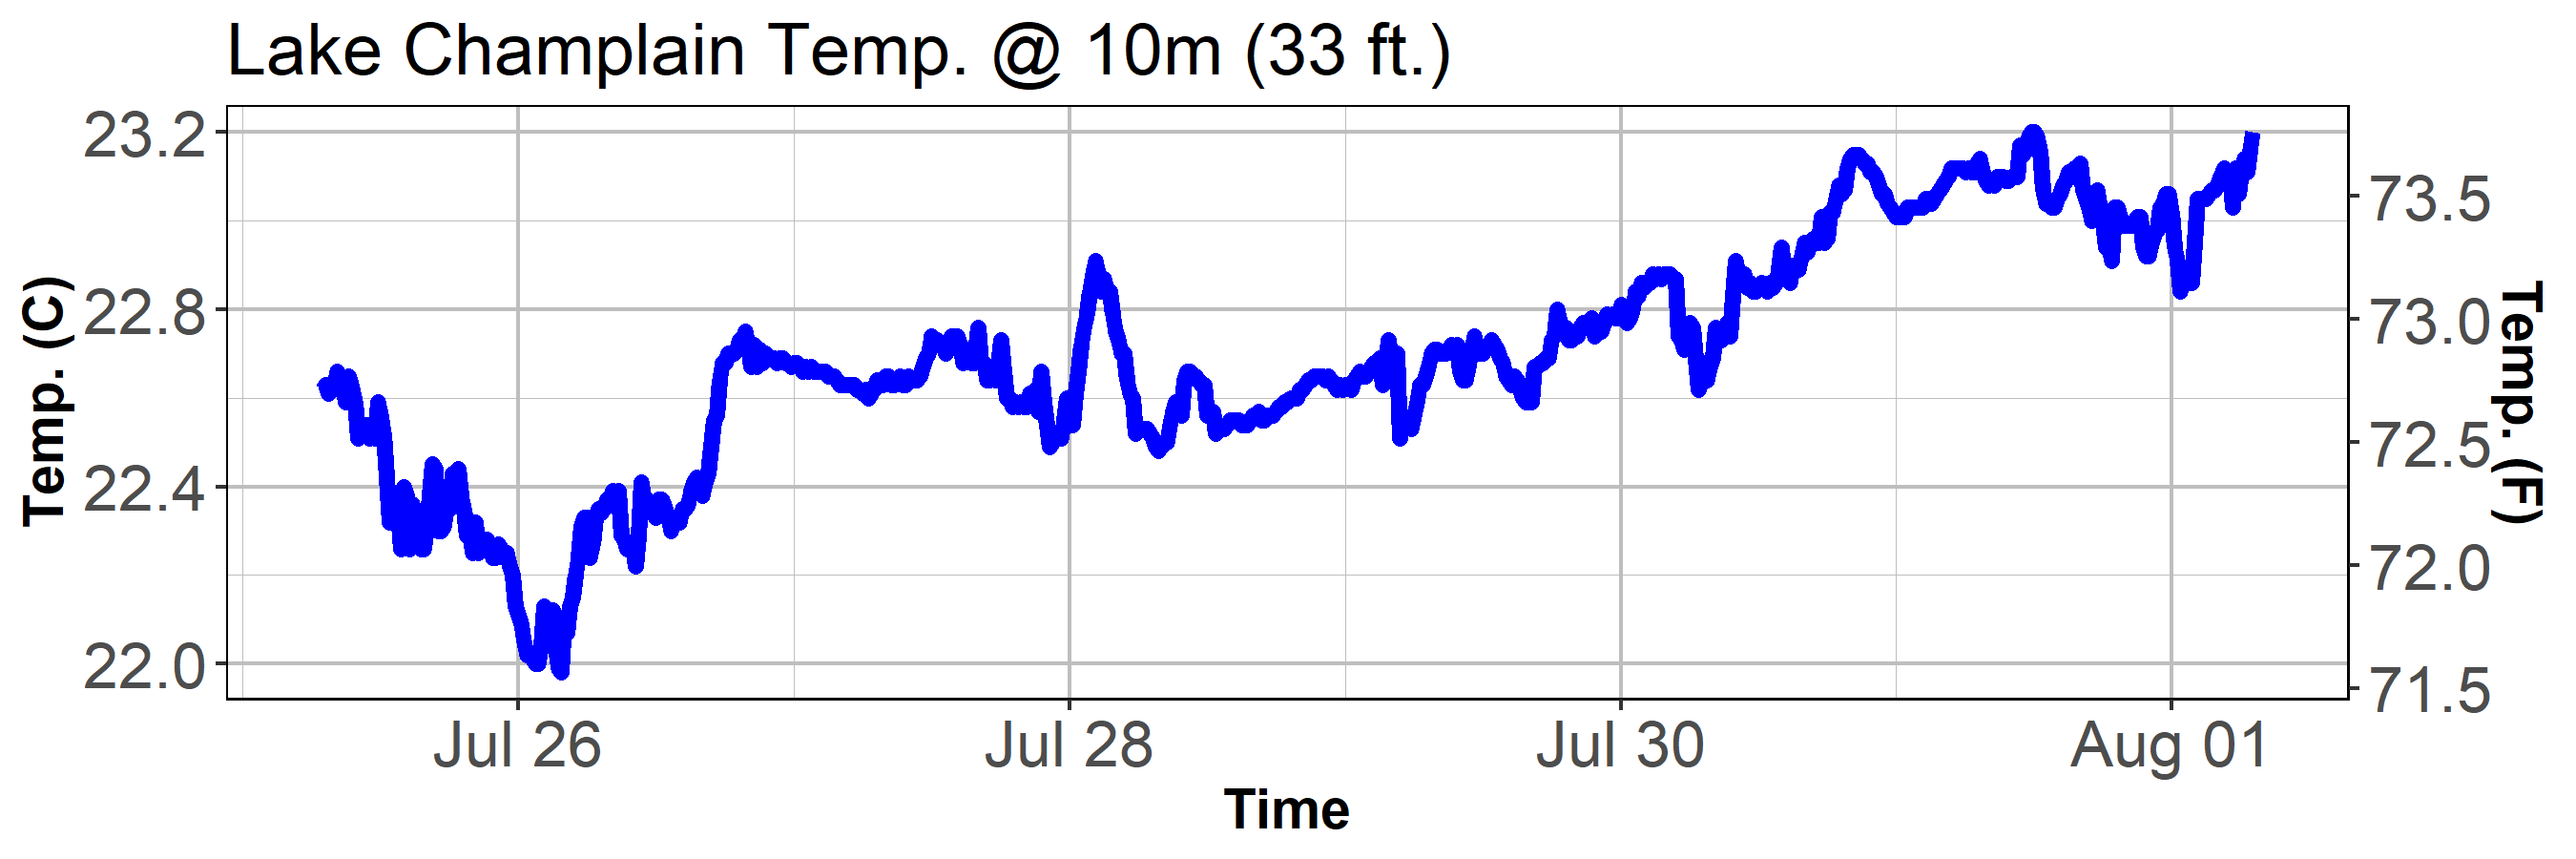 Lake Champlain Temp. @ 10m (33 ft.)
Temp. (C)
23.2
22.8
22.4
22.0
73.5
73.0
72.5
72.0
71.5
Temp. (F)
Jul 26 Jul 28 Jul 30 Aug 01
Time